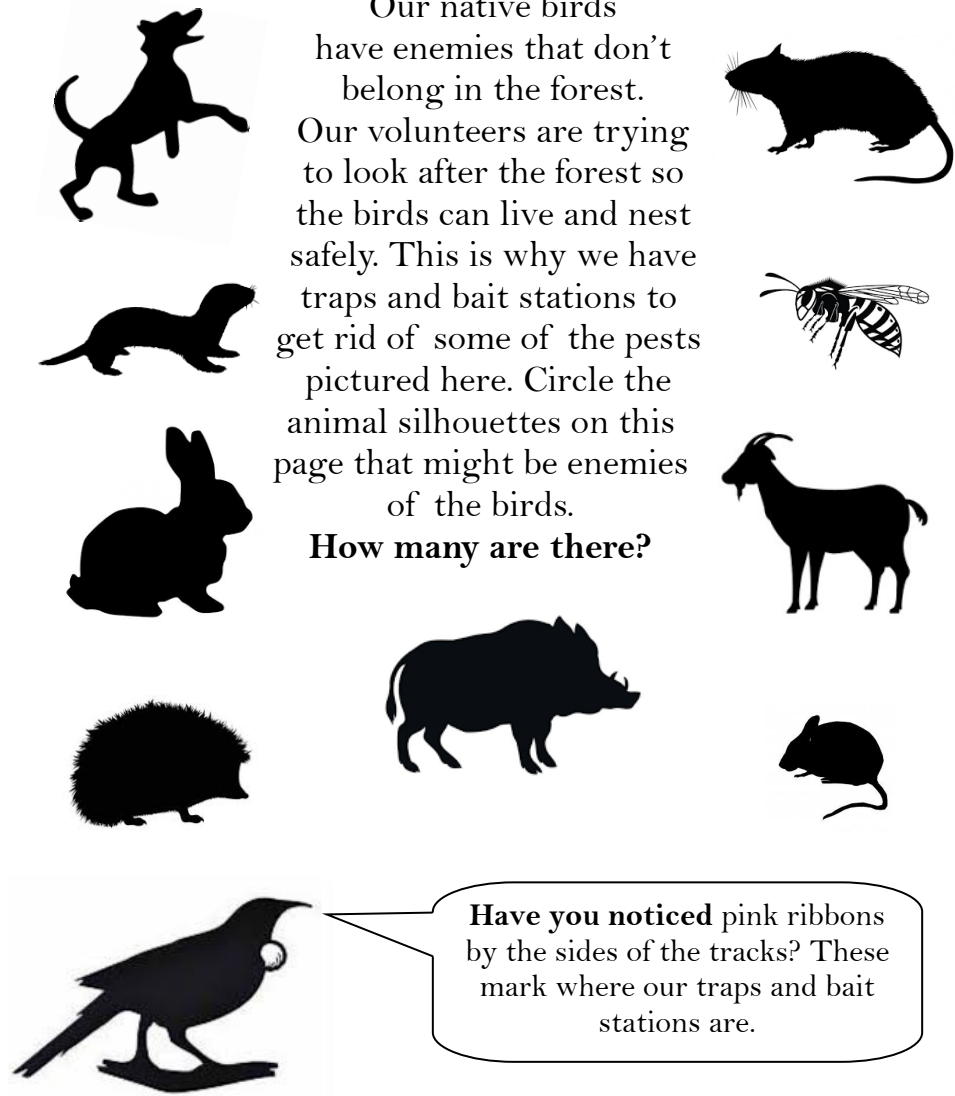 Our native birds
have enemies that don’t
belong in the forest.
Our volunteers are trying
to look after the forest so
the birds can live and nest
safely. This is why we have
traps and bait stations to
get rid of some of the pests
pictured here. Circle the
animal silhouettes on this
page that might be enemies
of the birds.
How many are there?
Have you noticed pink ribbons
by the sides of the tracks? These
mark where our traps and bait
stations are.